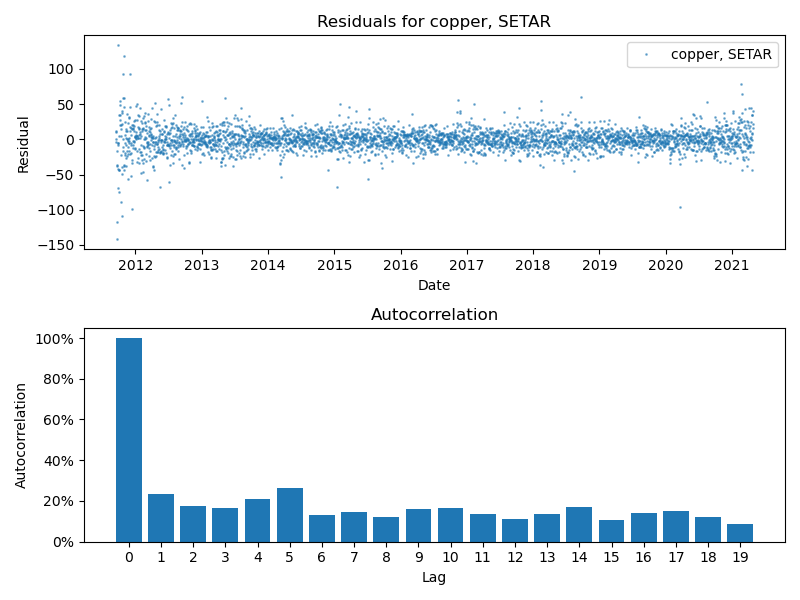 Residuals for copper, SETAR
copper, SETAR
100
50
0
−50
−100
−150
Residual
2012 2013 2014 2015 2016 2017 2018 2019 2020 2021
Date
Autocorrelation
100%
80%
60%
40%
20%
0%
Autocorrelation
0 1 2 3 4 5 6 7 8 9 10 11 12 13 14 15 16 17 18 19
Lag